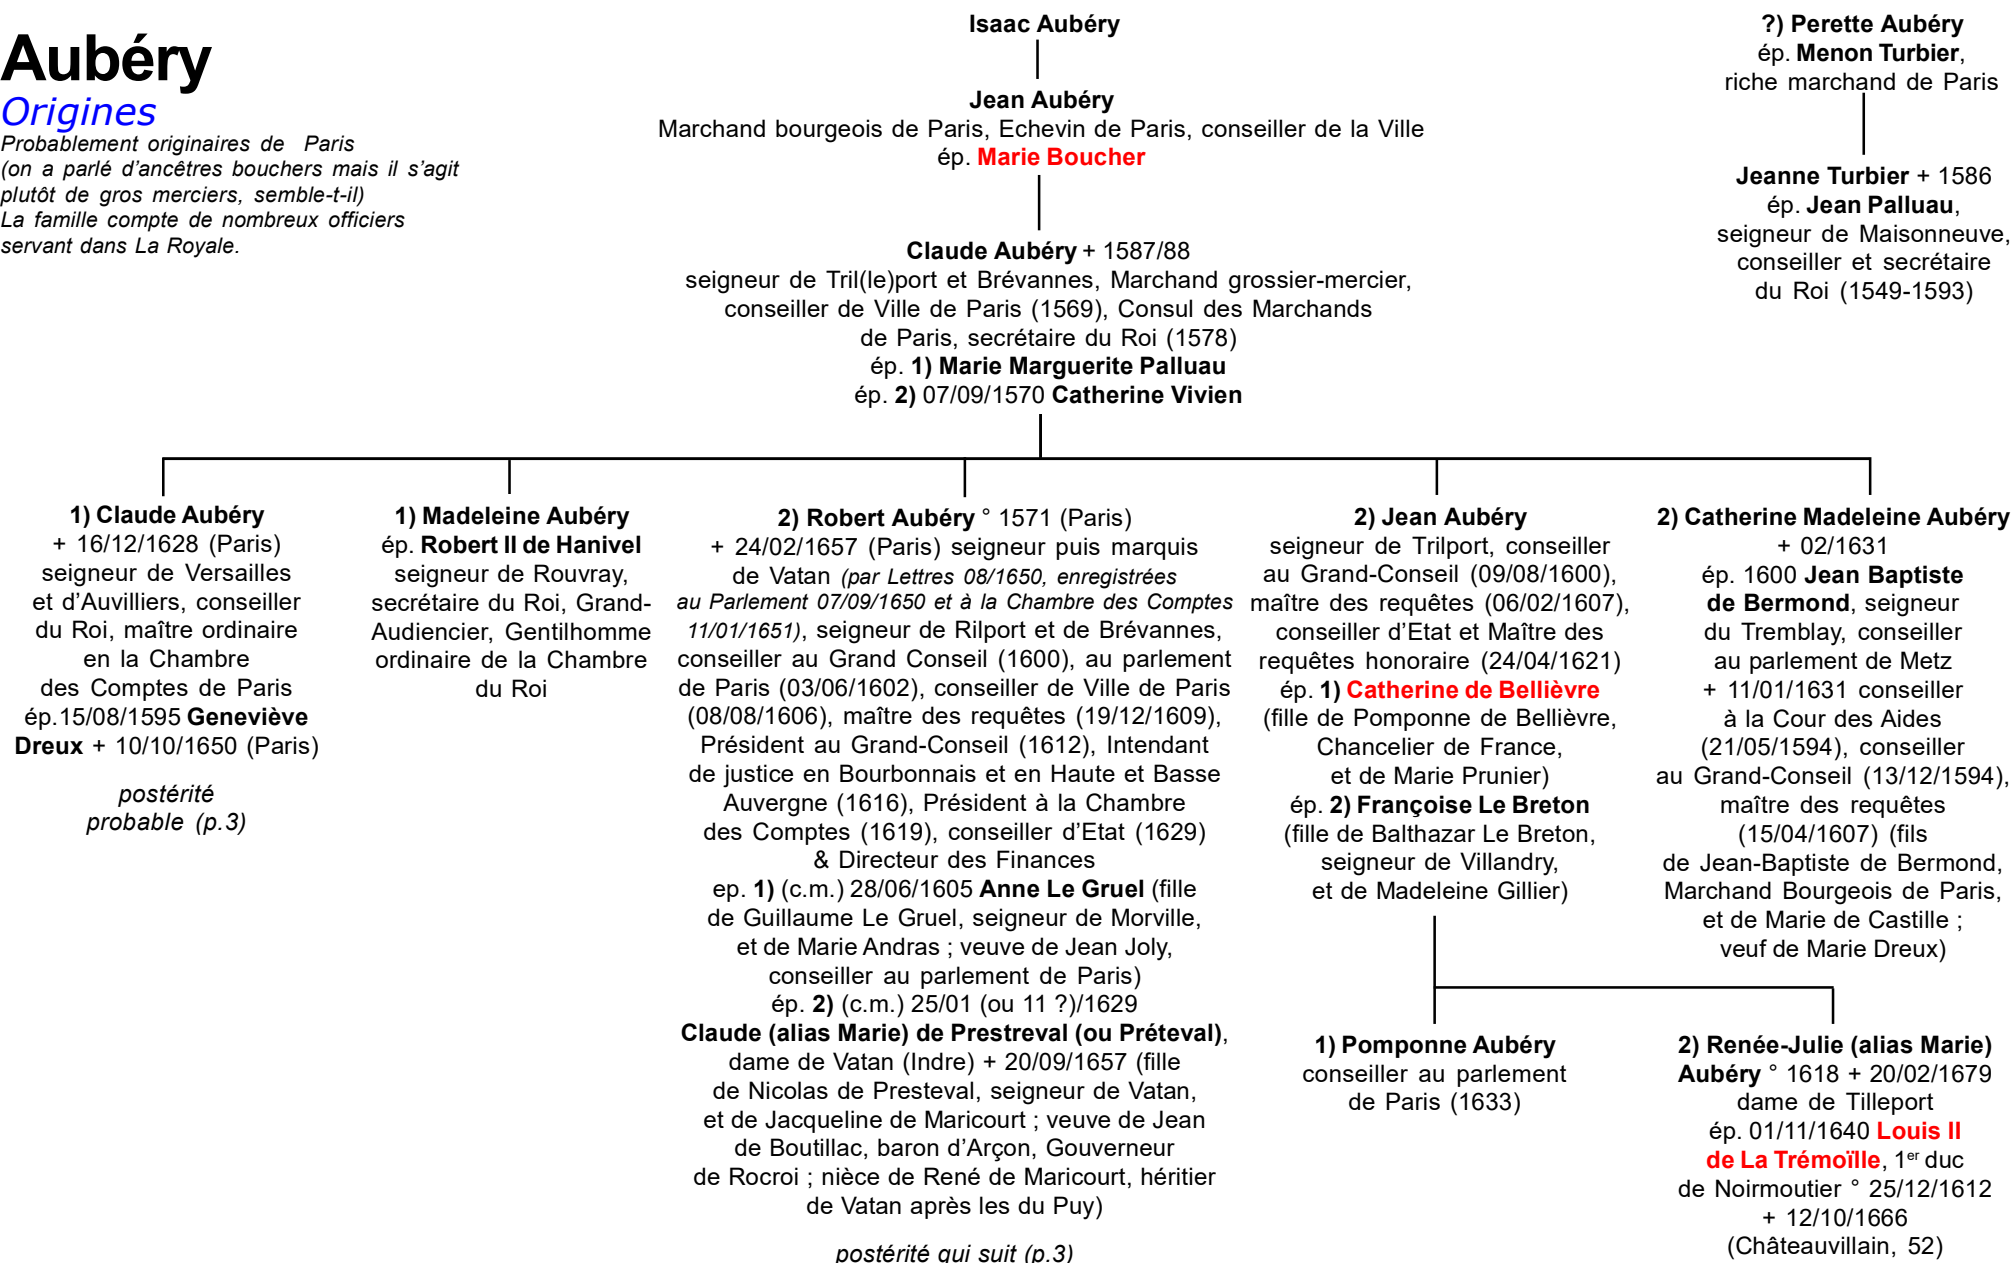 Aubéry
Origines
Probablement originaires de Paris
(on a parlé d'ancêtres bouchers mais il s'agit
plutôt de gros merciers, semble-t-il)
La famille compte de nombreux officiers
servant dans La Royale.
Isaac Aubéry
Jean Aubéry
Marchand bourgeois de Paris, Echevin de Paris, conseiller de la Ville
ép. Marie Boucher
Claude Aubéry + 1587/88
seigneur de Tril(le)port et Brévannes, Marchand grossier-mercier,
conseiller de Ville de Paris (1569), Consul des Marchands
de Paris, secrétaire du Roi (1578)
ép. 1) Marie Marguerite Palluau
ép. 2) 07/09/1570 Catherine Vivien
?) Perette Aubéry
ép. Menon Turbier,
riche marchand de Paris
Jeanne Turbier + 1586
ép. Jean Palluau,
seigneur de Maisonneuve,
conseiller et secrétaire
du Roi (1549-1593)
1) Claude Aubéry
+ 16/12/1628 (Paris)
seigneur de Versailles
et d'Auvilliers, conseiller
du Roi, maître ordinaire
en la Chambre
des Comptes de Paris
ép.15/08/1595 Geneviève
Dreux + 10/10/1650 (Paris)
postérité
probable (p.3)
1) Madeleine Aubéry
ép. Robert II de Hanivel
seigneur de Rouvray,
secrétaire du Roi, Grand-
Audiencier, Gentilhomme
ordinaire de la Chambre
du Roi
2) Robert Aubéry ° 1571 (Paris)
+ 24/02/1657 (Paris) seigneur puis marquis
de Vatan (par Lettres 08/1650, enregistrées
au Parlement 07/09/1650 et à la Chambre des Comptes
11/01/1651), seigneur de Rilport et de Brévannes,
conseiller au Grand Conseil (1600), au parlement
de Paris (03/06/1602), conseiller de Ville de Paris
(08/08/1606), maître des requêtes (19/12/1609),
Président au Grand-Conseil (1612), Intendant
de justice en Bourbonnais et en Haute et Basse
Auvergne (1616), Président à la Chambre
des Comptes (1619), conseiller d'Etat (1629)
& Directeur des Finances
ep. 1) (c.m.) 28/06/1605 Anne Le Gruel (fille
de Guillaume Le Gruel, seigneur de Morville,
et de Marie Andras ; veuve de Jean Joly,
conseiller au parlement de Paris)
ép. 2) (c.m.) 25/01 (ou 11 ?)/1629
Claude (alias Marie) de Prestreval (ou Préteval),
dame de Vatan (Indre) + 20/09/1657 (fille
de Nicolas de Presteval, seigneur de Vatan,
et de Jacqueline de Maricourt ; veuve de Jean
de Boutillac, baron d'Arçon, Gouverneur
de Rocroi ; nièce de René de Maricourt, héritier
de Vatan après les du Puy)
postérité qui suit (p.3)
2) Jean Aubéry
seigneur de Trilport, conseiller
au Grand-Conseil (09/08/1600),
maître des requêtes (06/02/1607),
conseiller d'Etat et Maître des
requêtes honoraire (24/04/1621)
ép. 1) Catherine de Bellièvre
(fille de Pomponne de Bellièvre,
Chancelier de France,
et de Marie Prunier)
ép. 2) Françoise Le Breton
(fille de Balthazar Le Breton,
seigneur de Villandry,
et de Madeleine Gillier)
2) Catherine Madeleine Aubéry
+ 02/1631
ép. 1600 Jean Baptiste
de Bermond, seigneur
du Tremblay, conseiller
au parlement de Metz
+ 11/01/1631 conseiller
à la Cour des Aides
(21/05/1594), conseiller
au Grand-Conseil (13/12/1594),
maître des requêtes
(15/04/1607) (fils
de Jean-Baptiste de Bermond,
Marchand Bourgeois de Paris,
et de Marie de Castille ;
veuf de Marie Dreux)
1) Pomponne Aubéry
conseiller au parlement
de Paris (1633)
2) Renée-Julie (alias Marie)
Aubéry ° 1618 + 20/02/1679
dame de Tilleport
ép. 01/11/1640 Louis II
de La Trémoïlle, 1er duc
de Noirmoutier ° 25/12/1612
+ 12/10/1666
(Châteauvillain, 52)